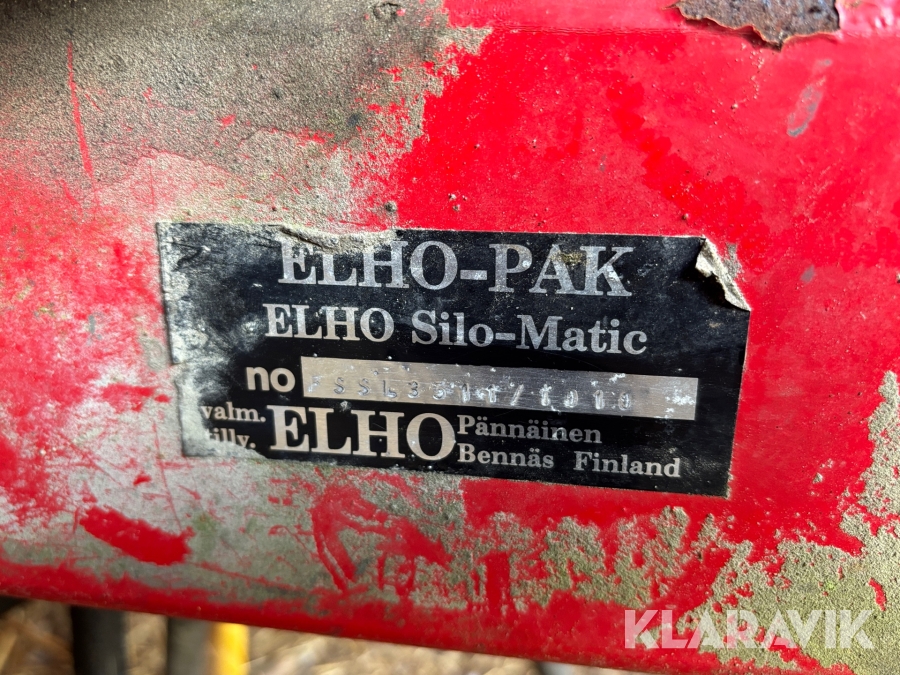 ELHO-PAK
ELHO Silo-Matic
no
valm. ELHO Pännäinen
tillv. Bennäs Finland
KLARAVIK